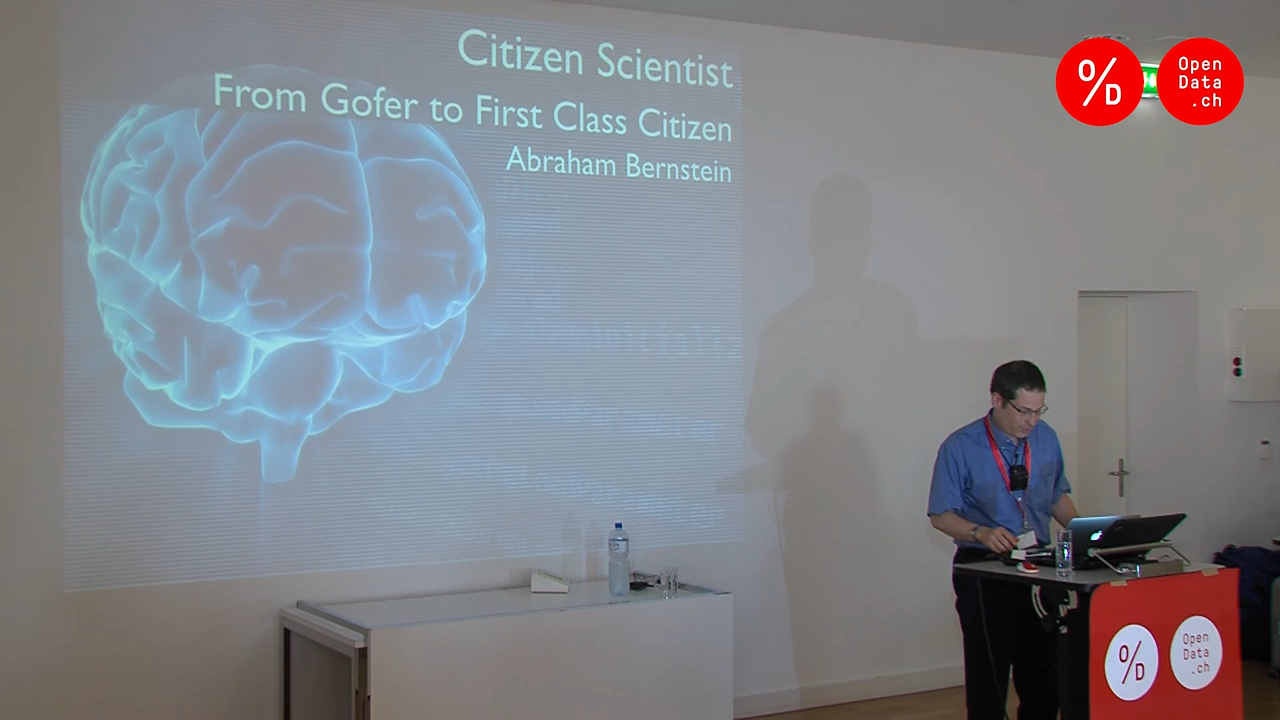 Citizen Scientist
From Gofer to First Class Citizen
Abraham Bernstein
%D
Open
Data
.ch
%D
Open
Data
.ch